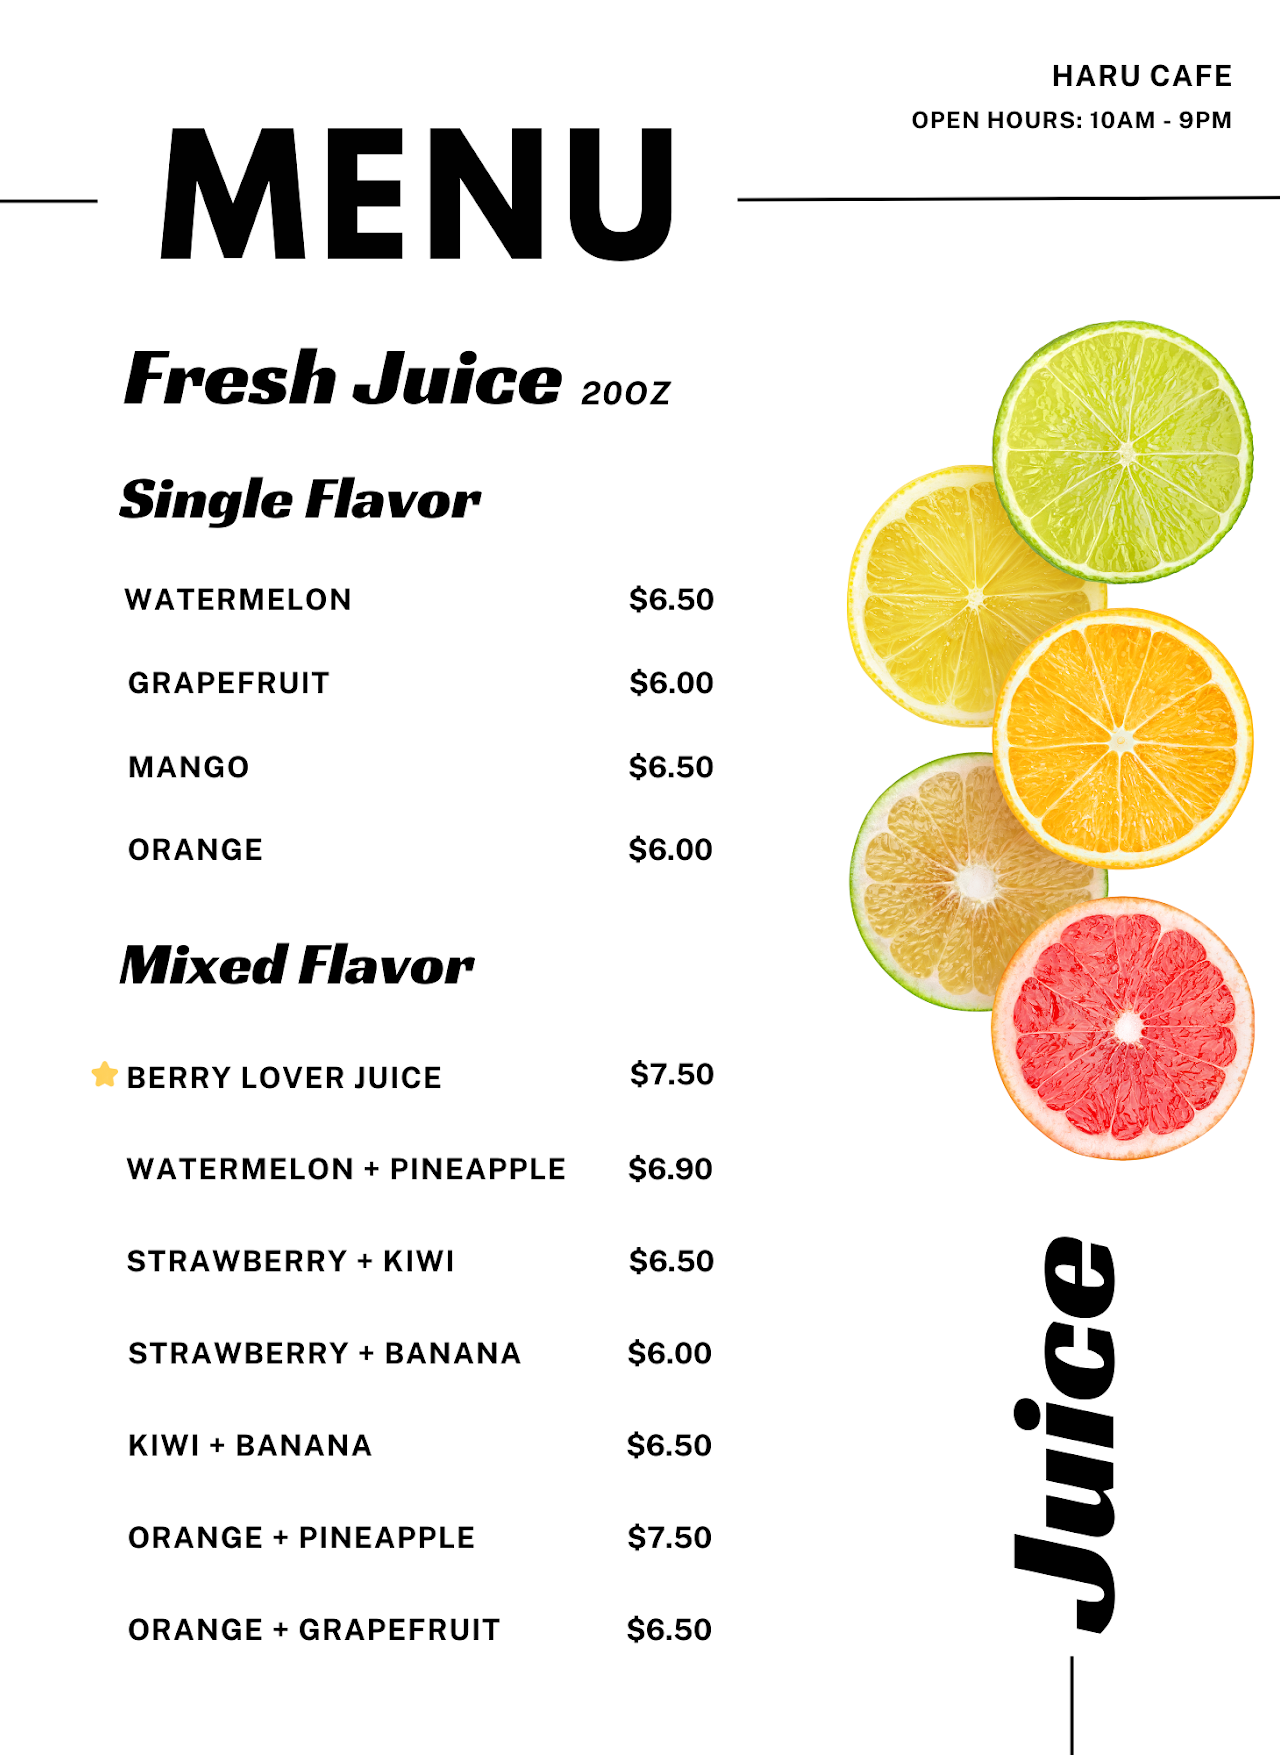 HARU CAFE
OPEN HOURS: 10AM - 9PM
MENU
Fresh Juice 20OZ
Single Flavor
WATERMELON $6.50
GRAPEFRUIT $6.00
MANGO $6.50
ORANGE $6.00
Mixed Flavor
BERRY LOVER JUICE $7.50
WATERMELON + PINEAPPLE $6.90
STRAWBERRY + KIWI $6.50
STRAWBERRY + BANANA $6.00
KIWI + BANANA $6.50
ORANGE + PINEAPPLE $7.50
ORANGE + GRAPEFRUIT $6.50
Juice